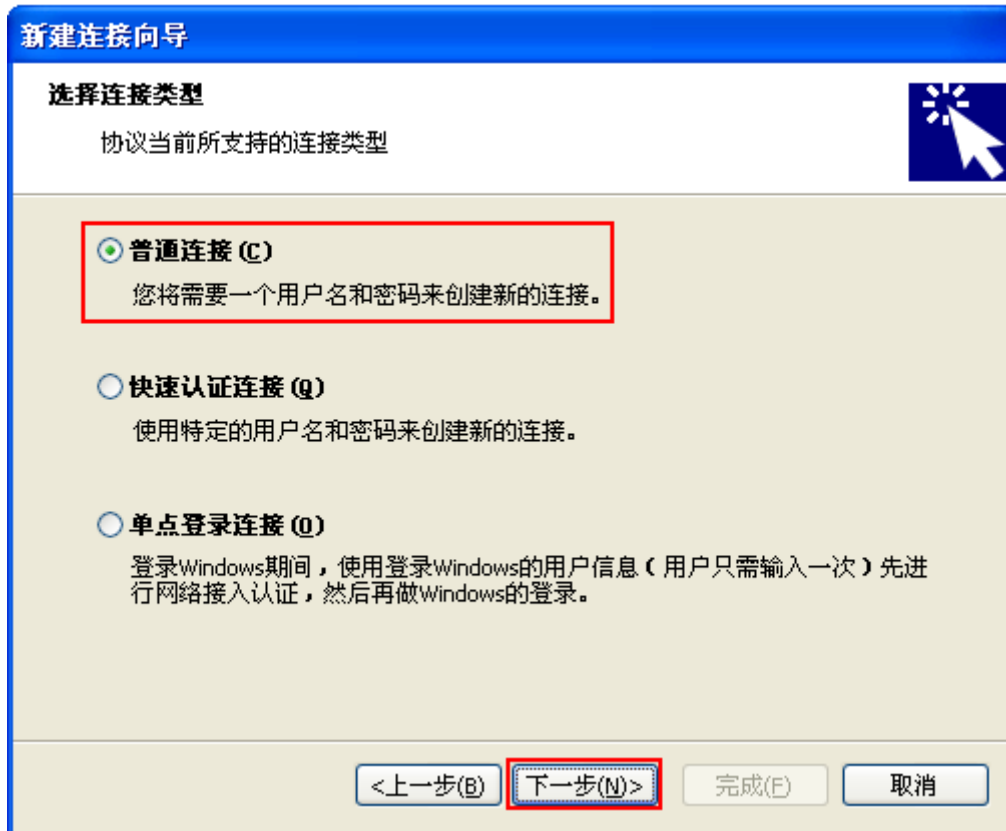 新建连接向导
选择连接类型
协议当前所支持的连接类型
普通连接(C)
您将需要一个用户名和密码来创建新的连接。
快速认证连接(Q)
使用特定的用户名和密码来创建新的连接。
单点登录连接(O)
登录Windows期间，使用登录Windows的用户信息（用户只需输入一次）先进
行网络接入认证，然后再做Windows的登录。
<上一步(B) 下一步(N)> 完成(F) 取消